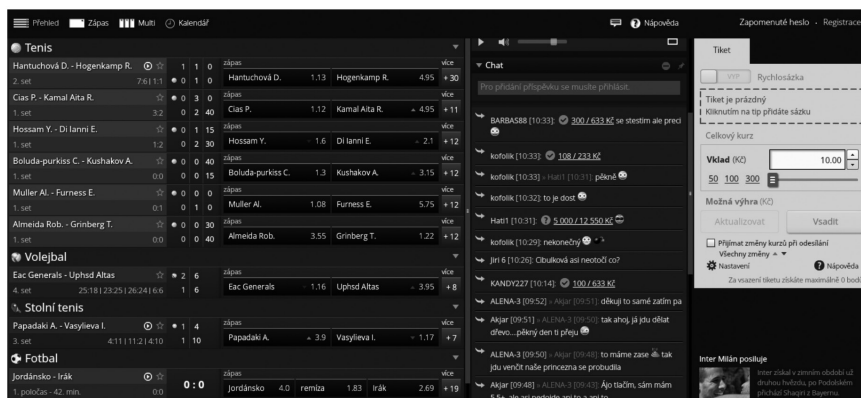 Přehled
Zápas
Multi
Kalendář
Nápověda
Zapomenuté heslo · Registrace
Tenis
Hantuchová D. - Hogenkamp R.
2. set
7:6 | 1:1
1 1 0
0 1 0
zápas
více
Hantuchová D. 1.13 Hogenkamp R. 4.95 +30
Cias P. - Kamal Aita R.
1. set
3:2
0 3 0
0 2 40
zápas
více
Cias P. 1.12 Kamal Aita R. 4.95 +11
Hossam Y. - Di Ianni E.
1. set
1:2
0 1 15
0 2 30
zápas
více
Hossam Y. 1.6 Di Ianni E. 2.1 +12
Boluda-purkiss C. - Kushakov A.
1. set
0:0
0 0 40
0 0 15
zápas
více
Boluda-purkiss C. 1.3 Kushakov A. 3.15 +12
Muller Al. - Furness E.
1. set
0:1
0 0 0
0 1 0
zápas
více
Muller Al. 1.08 Furness E. 5.75 +12
Almeida Rob. - Grinberg T.
1. set
0:0
0 0 30
0 0 40
zápas
více
Almeida Rob. 3.55 Grinberg T. 1.22 +12
Volejbal
Eac Generals - Uphsd Altas
4. set
25:18 | 23:25 | 26:24 | 6:6
2 6
1 6
zápas
více
Eac Generals 1.16 Uphsd Altas 3.95 +8
Stolní tenis
Papadaki A. - Vasylieva I.
3. set
4:11 | 11:2 | 4:10
1 4
1 10
zápas
více
Papadaki A. 3.9 Vasylieva I. 1.17 +7
Fotbal
Jordánsko - Irák
1. poločas - 42. min.
0:0
0 : 0
zápas
více
Jordánsko 4.0 remíza 1.83 Irák 2.69 +19
Chat
Pro přidání příspěvku se musíte přihlásit.
BARBAS88 [10:33]: 300 / 633 Kč se stestim ale preci
kofolik [10:33]: 108 / 233 Kč
kofolik [10:33] » Hati1 [10:31]: pěkně
kofolik [10:32]: to je dost
Hati1 [10:31]: 5 000 / 12 550 Kč
kofolik [10:29]: nekonečný
Jiri 6 [10:26]: Cibulková asi neotočí co?
KANDY227 [10:14]: 100 / 633 Kč
ALENA-3 [09:52] » Akjar [09:51]: děkuji to samé zatím pa
Akjar [09:51] » ALENA-3 [09:50]: tak ahoj, já jdu dělat
dřevo...pěkný den ti přeju
ALENA-3 [09:50] » Akjar [09:48]: to máme zase tak
jdu venčit naše princezna se probudila
Akjar [09:48] » ALENA-3 [09:43]: Ájo tlačím, sám mám
Tiket
VYP
Rychlosázka
Tiket je prázdný
Kliknutím na tip přidáte sázku
Celkový kurz
Vklad (Kč)
10.00
50 100 300
Možná výhra (Kč)
Aktualizovat
Vsadit
Přijímat změny kurzů při odesílání
Všechny změny
Nastavení
Nápověda
Za vsazení tiketu získáte maximálně 0 bodů
Inter Milán posiluje
Inter získal v zimním období už
druhou hvězdu, po Podolském
přichází Shaqiri z Bayernu.